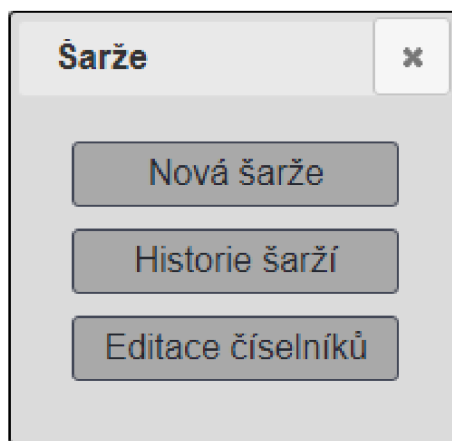 Šarže
Nová šarže
Historie šarží
Editace číselníků